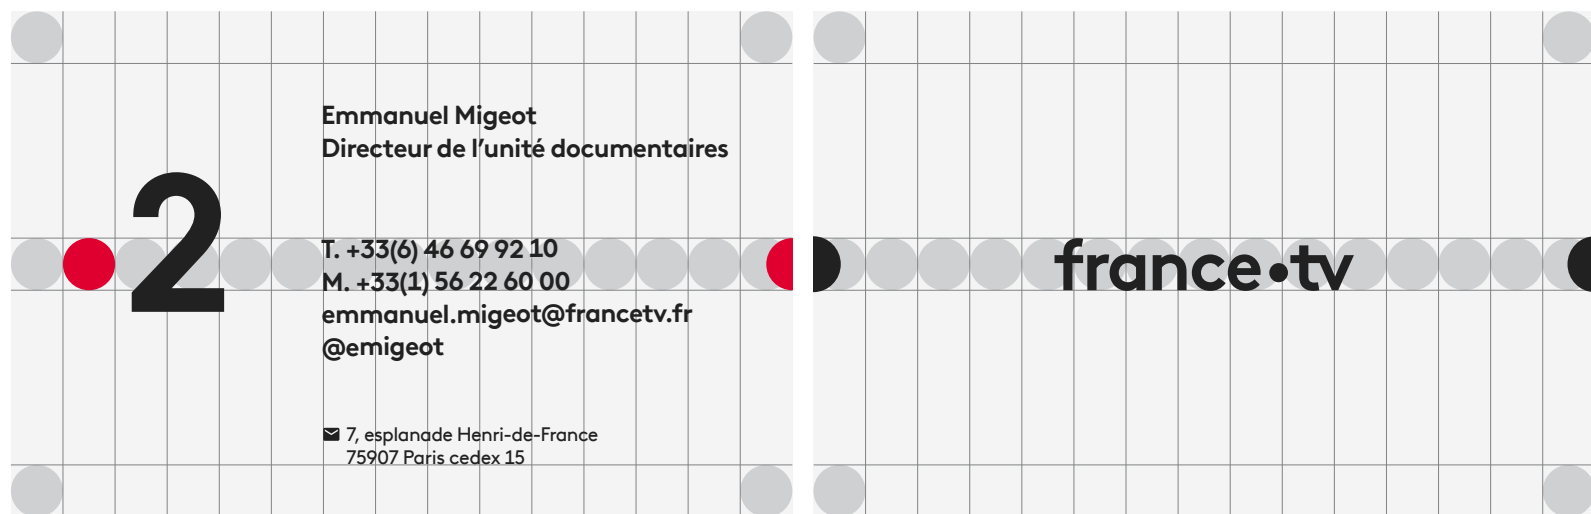 Emmanuel Migeot
Directeur de l’unité documentaires
2
T. +33(6) 46 69 92 10
M. +33(1) 56 22 60 00
emmanuel.migeot@francetv.fr
@emigeot
7, esplanade Henri-de-France
75907 Paris cedex 15
france•tv